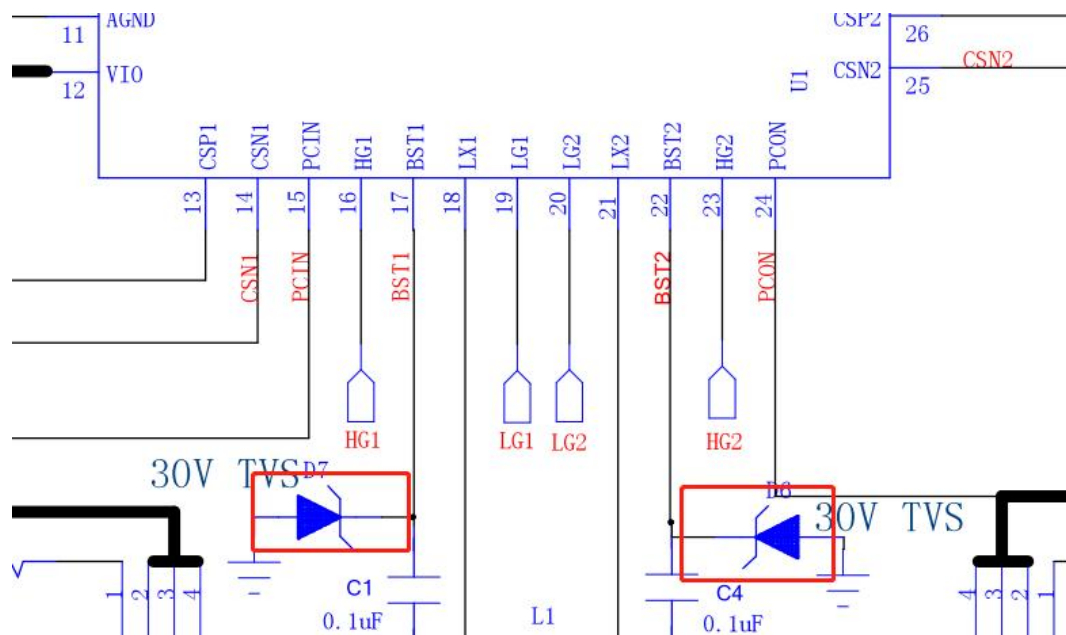 AGND
CSP2
11
26
VIO
CSN2
CSN2
12
25
U1
CSP1
CSN1
PCIN
HG1
BST1
LX1
LG1
LG2
LX2
BST2
HG2
PCON
13
14
15
16
17
18
19
20
21
22
23
24
CSN1
PCIN
BST1
BST2
PCON
HG1
LG1
LG2
HG2
30V TVS
D7
D6
30V TVS
C1
0.1uF
L1
C4
0.1uF
1
2
3
4
4
3
2
1